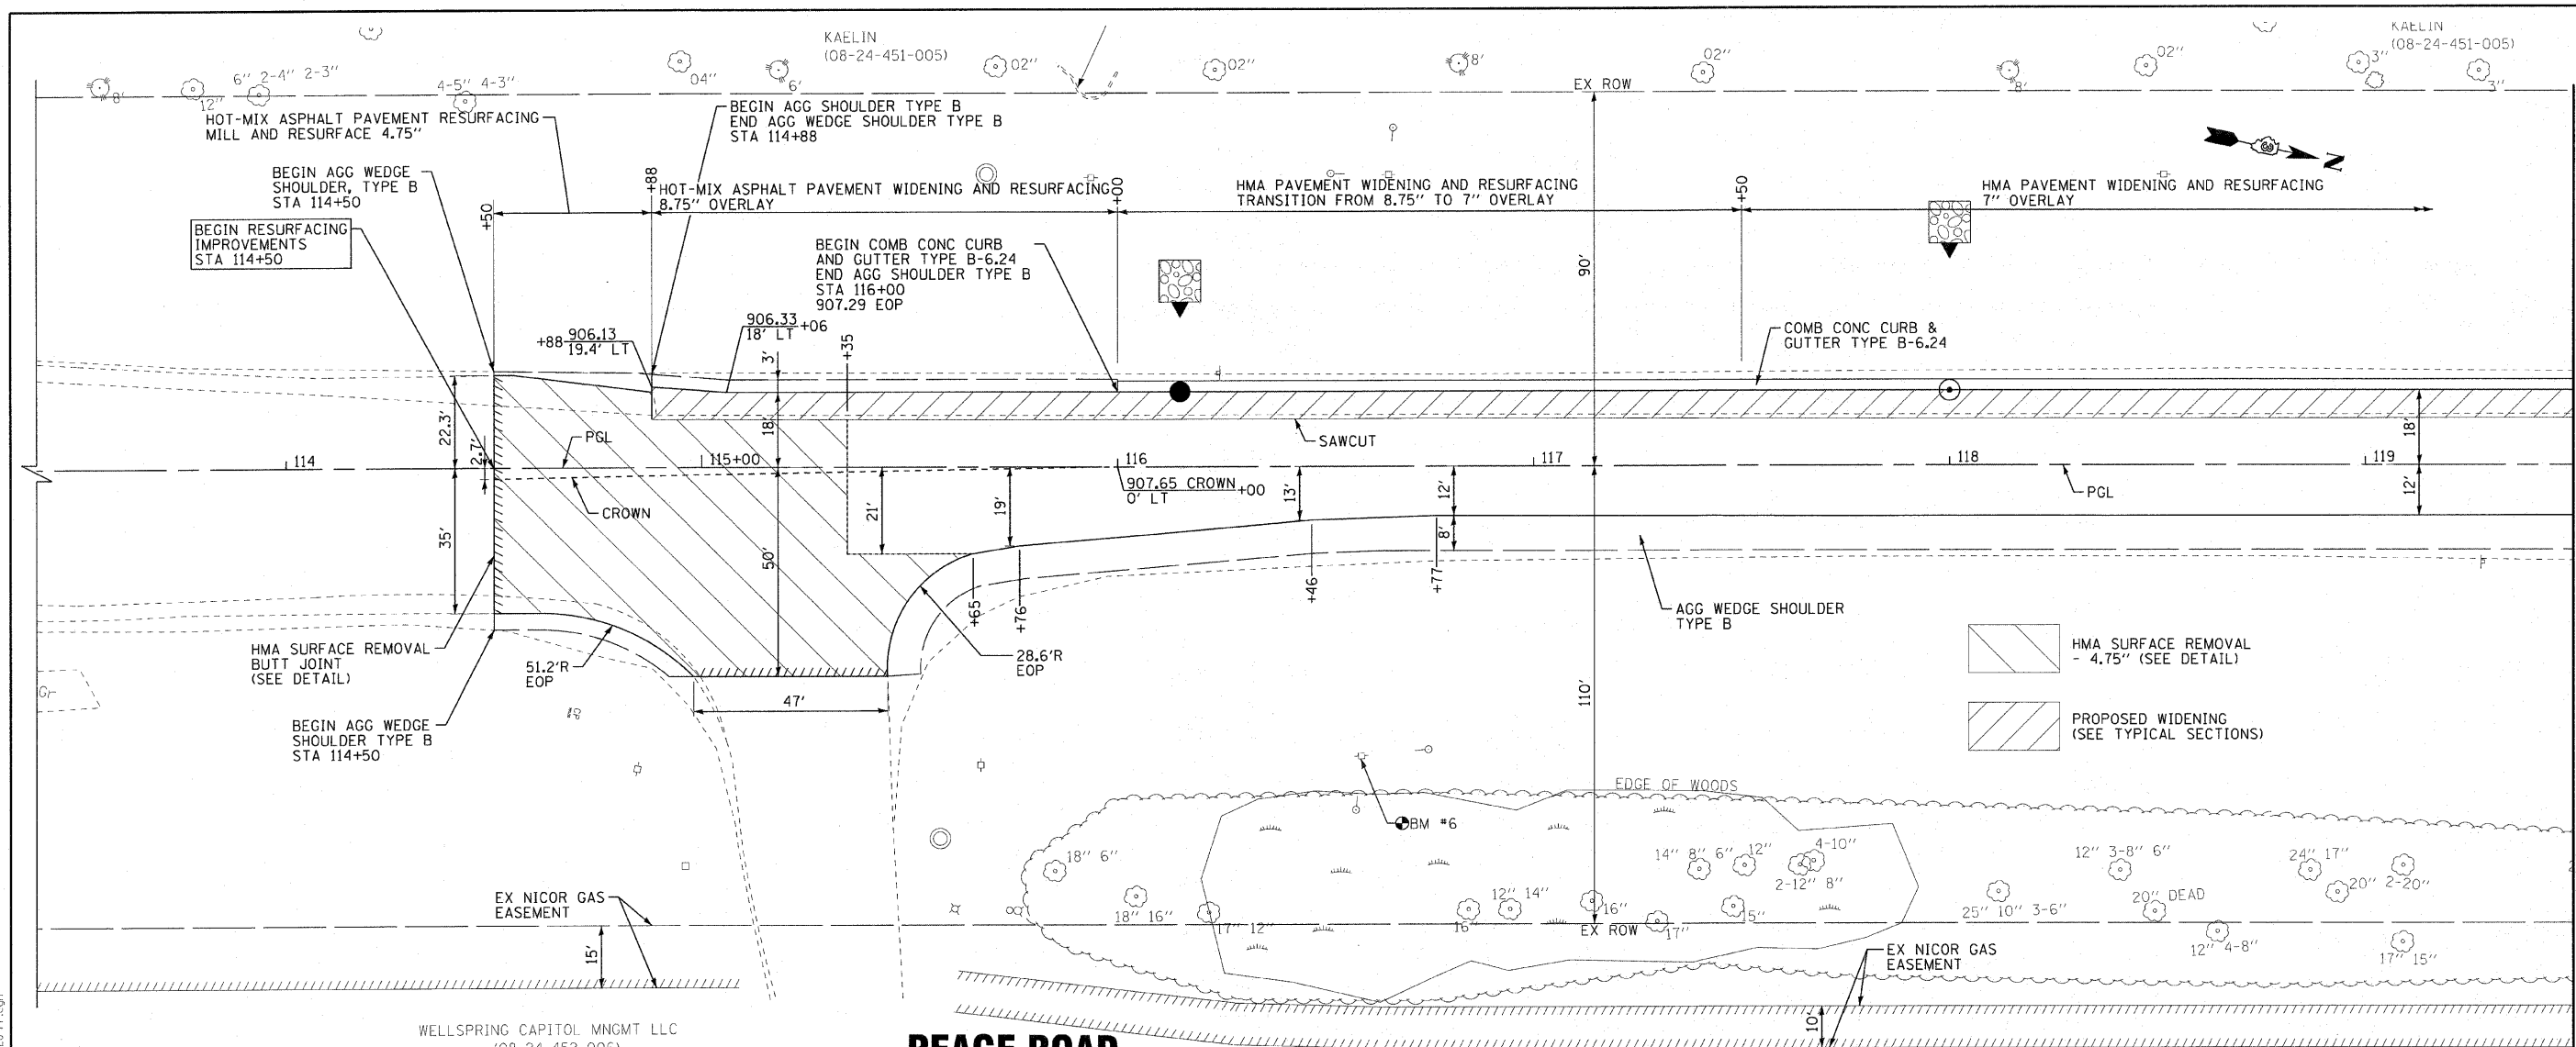 KAELIN
(08-24-451-005)
KAELIN
(08-24-451-005)
8'
12"
6" 2-4" 2-3"
4-5" 4-3"
04"
6'
02"
02"
8'
02"
8'
02"
3"
3"
EX ROW
HOT-MIX ASPHALT PAVEMENT RESURFACING
MILL AND RESURFACE 4.75"
BEGIN AGG SHOULDER TYPE B
END AGG WEDGE SHOULDER TYPE B
STA 114+88
BEGIN AGG WEDGE
SHOULDER, TYPE B
STA 114+50
BEGIN RESURFACING
IMPROVEMENTS
STA 114+50
+50
+88
HOT-MIX ASPHALT PAVEMENT WIDENING AND RESURFACING
8.75" OVERLAY
+00
HMA PAVEMENT WIDENING AND RESURFACING
TRANSITION FROM 8.75" TO 7" OVERLAY
+50
HMA PAVEMENT WIDENING AND RESURFACING
7" OVERLAY
N
BEGIN COMB CONC CURB
AND GUTTER TYPE B-6.24
END AGG SHOULDER TYPE B
STA 116+00
907.29 EOP
90'
+88 906.13
19.4' LT
906.33 +06
18' LT
3'
+35
COMB CONC CURB &
GUTTER TYPE B-6.24
22.3'
2.7'
18'
PGL
SAWCUT
18'
114
115+00
116
117
118
119
907.65 CROWN +00
0' LT
CROWN
PGL
35'
50'
21'
19'
13'
12'
8'
12'
+65
+76
+46
+77
110'
AGG WEDGE SHOULDER
TYPE B
HMA SURFACE REMOVAL
BUTT JOINT
(SEE DETAIL)
51.2'R
EOP
28.6'R
EOP
47'
HMA SURFACE REMOVAL
- 4.75" (SEE DETAIL)
PROPOSED WIDENING
(SEE TYPICAL SECTIONS)
Gr
BEGIN AGG WEDGE
SHOULDER TYPE B
STA 114+50
EDGE OF WOODS
BM #6
18" 6"
18" 16"
17" 12"
12" 14"
16"
16"
17"
14" 8" 6"
12"
4-10"
2-12" 8"
15"
25" 10" 3-6"
12" 3-8" 6"
20" DEAD
12" 4-8"
24" 17"
20" 2-20"
17" 15"
EX ROW
EX NICOR GAS
EASEMENT
15'
EX NICOR GAS
EASEMENT
10'
WELLSPRING CAPITOL MNGMT LLC
PEACE ROAD